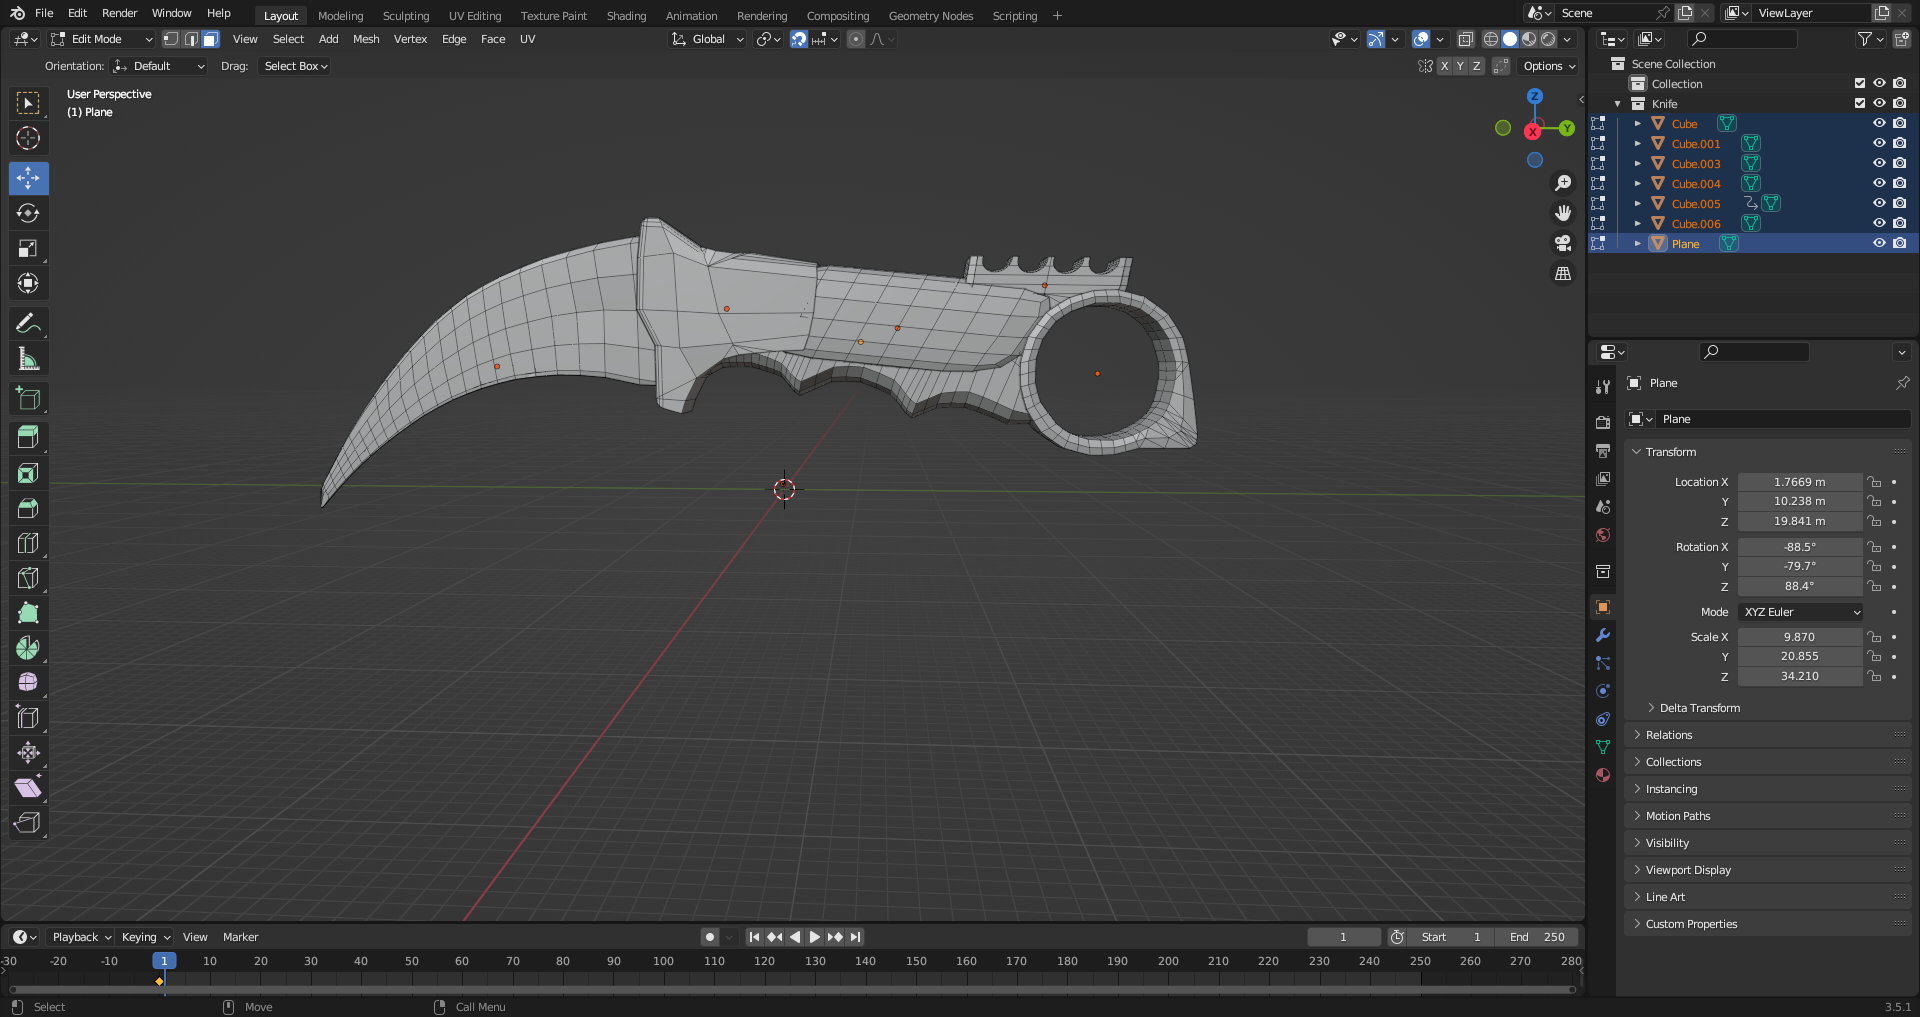 File Edit Render Window Help Layout Modeling Sculpting UV Editing Texture Paint Shading Animation Rendering Compositing Geometry Nodes Scripting + Scene ViewLayer
Edit Mode View Select Add Mesh Vertex Edge Face UV Global
Orientation: Default Drag: Select Box X Y Z Options
User Perspective
(1) Plane
Z
X
Y
Scene Collection
Collection
Knife
Cube
Cube.001
Cube.003
Cube.004
Cube.005
Cube.006
Plane
Plane
Plane
Transform
Location X 1.7669 m
Y 10.238 m
Z 19.841 m
Rotation X -88.5°
Y -79.7°
Z 88.4°
Mode XYZ Euler
Scale X 9.870
Y 20.855
Z 34.210
Delta Transform
Relations
Collections
Instancing
Motion Paths
Visibility
Viewport Display
Line Art
Custom Properties
Playback Keying View Marker 1 Start 1 End 250
-30 -20 -10 1 10 20 30 40 50 60 70 80 90 100 110 120 130 140 150 160 170 180 190 200 210 220 230 240 250 260 270 280
Select Move Call Menu 3.5.1